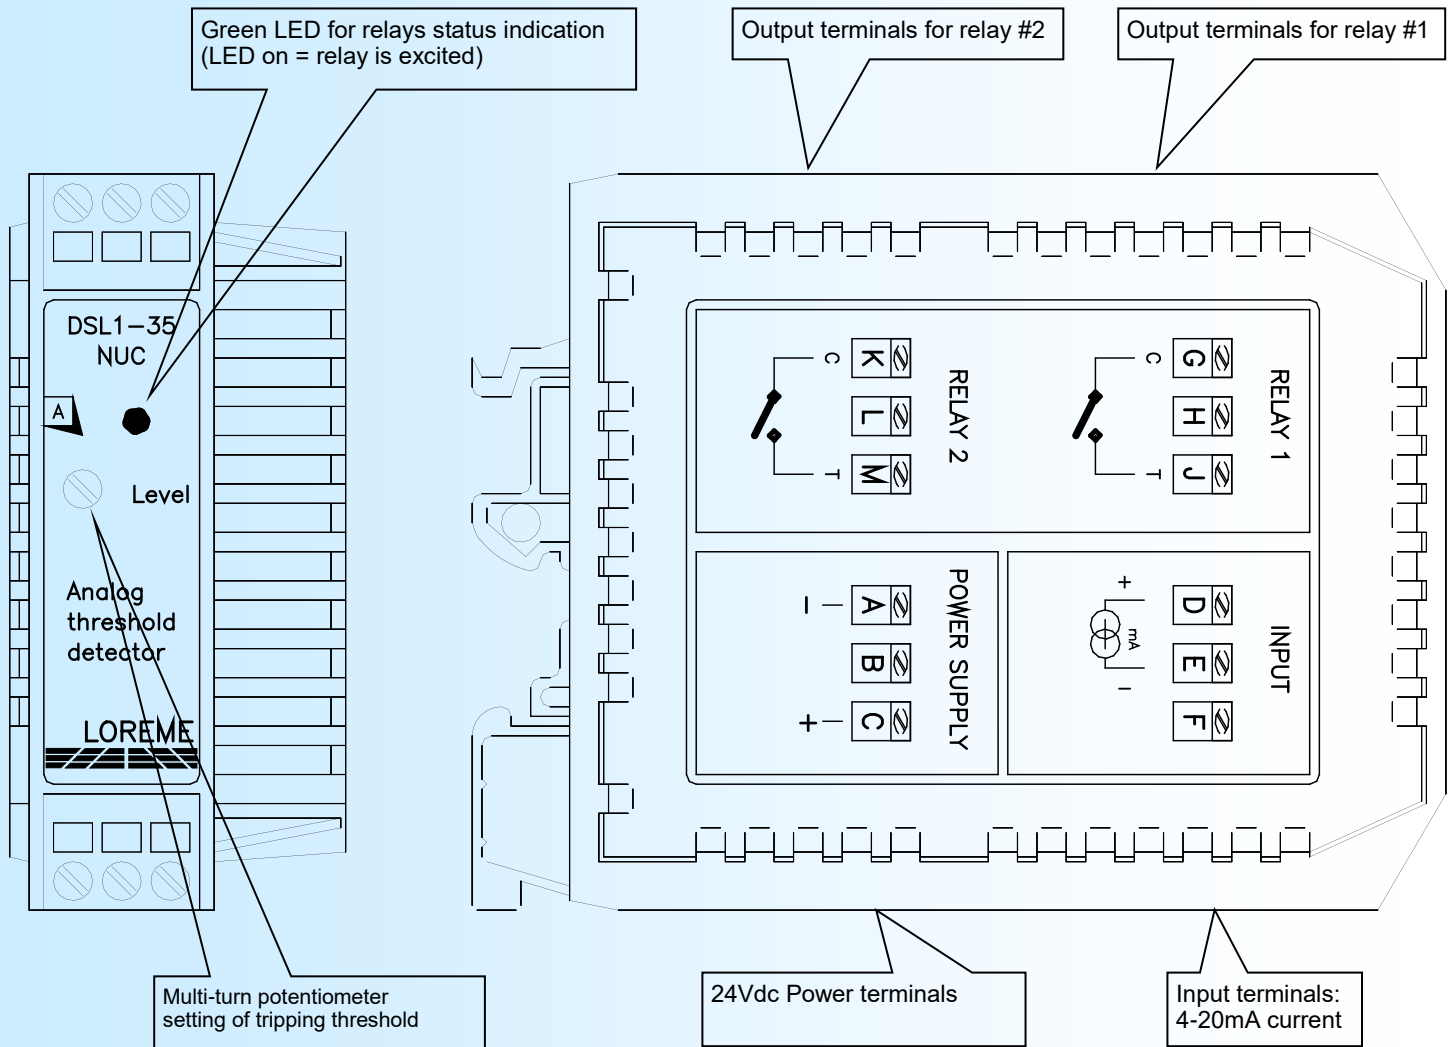 Green LED for relays status indication
(LED on = relay is excited)
Output terminals for relay #2
Output terminals for relay #1
DSL1-35
NUC
A
Level
Analog
threshold
detector
LOREME
RELAY 1
G
H
J
C
T
RELAY 2
K
L
M
C
T
POWER SUPPLY
A
B
C
-
+
INPUT
D
E
F
+
mA
-
Multi-turn potentiometer
setting of tripping threshold
24Vdc Power terminals
Input terminals:
4-20mA current